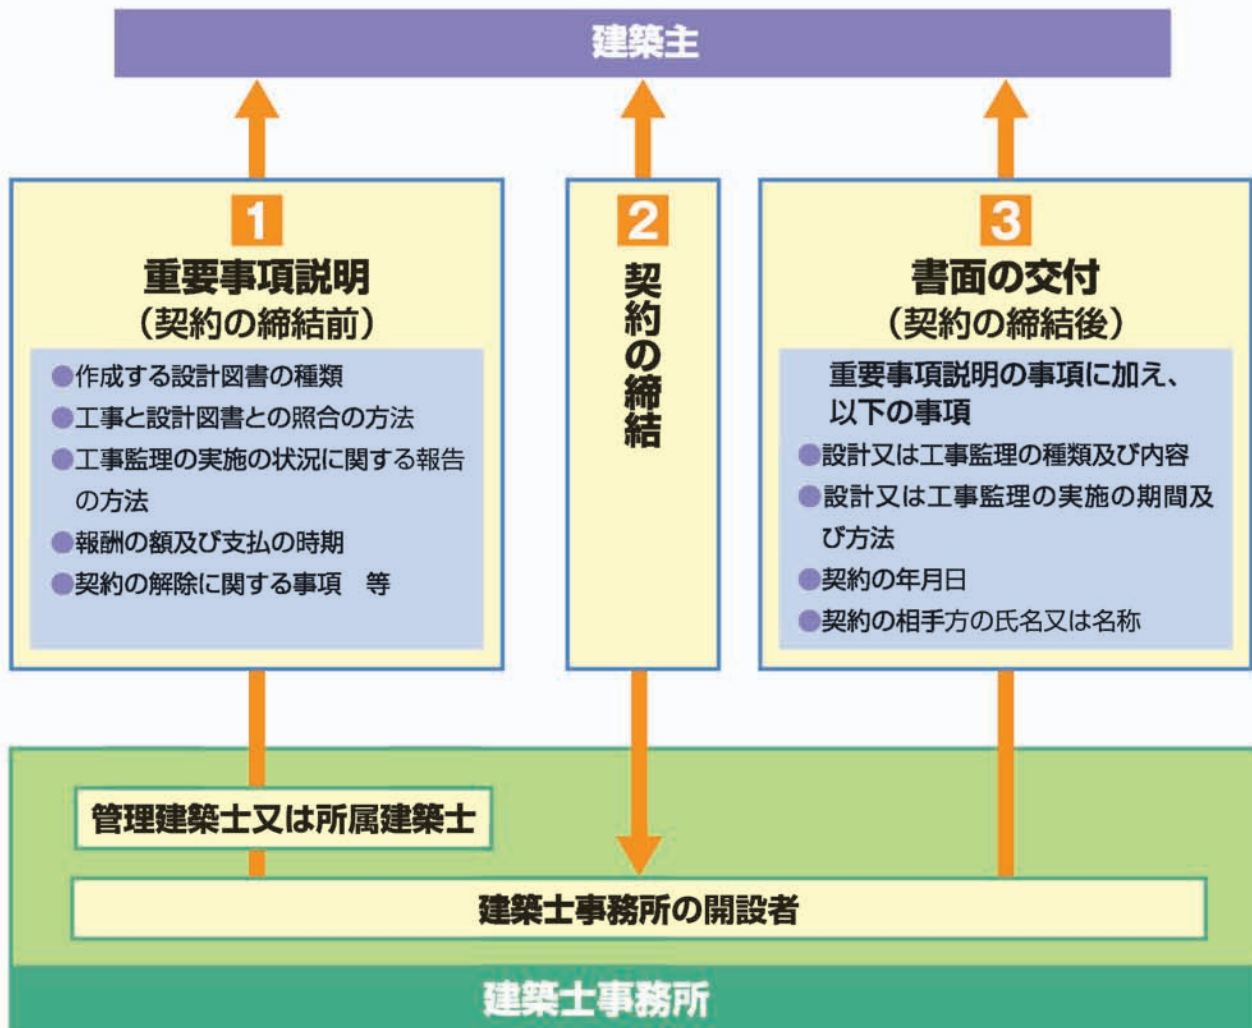 建築主
1
重要事項説明
（契約の締結前）
●作成する設計図書の種類
●工事と設計図書との照合の方法
●工事監理の実施の状況に関する報告
の方法
●報酬の額及び支払の時期
●契約の解除に関する事項　等
2
契約の締結
3
書面の交付
（契約の締結後）
重要事項説明の事項に加え、
以下の事項
●設計又は工事監理の種類及び内容
●設計又は工事監理の実施の期間及
び方法
●契約の年月日
●契約の相手方の氏名又は名称
管理建築士又は所属建築士
建築士事務所の開設者
建築士事務所